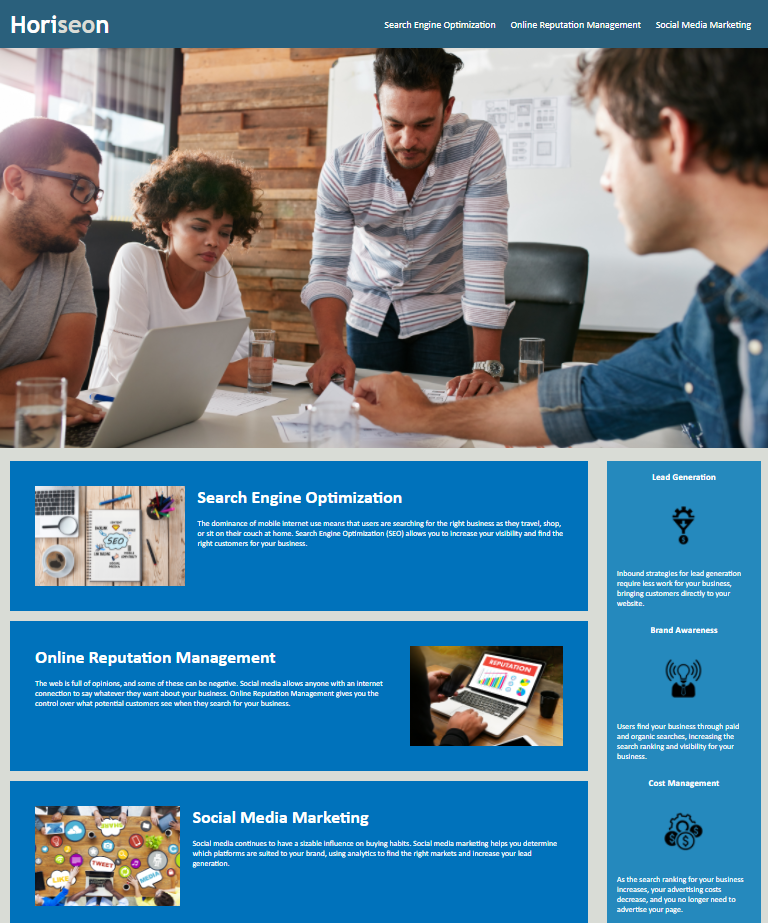 Horiseon
Search Engine Optimization
Online Reputation Management
Social Media Marketing
Search Engine Optimization
The dominance of mobile internet use means that users are searching for the right business as they travel, shop,
or sit on their couch at home. Search Engine Optimization (SEO) allows you to increase your visibility and find the
right customers for your business.
SEO
Online Reputation Management
The web is full of opinions, and some of these can be negative. Social media allows anyone with an internet
connection to say whatever they want about your business. Online Reputation Management gives you the
control over what potential customers see when they search for your business.
REPUTATION
Social Media Marketing
Social media continues to have a sizable influence on buying habits. Social media marketing helps you determine
which platforms are suited to your brand, using analytics to find the right markets and increase your lead
generation.
SHARING
TWEET
LIKE
MEDIA
Lead Generation
Inbound strategies for lead generation
require less work for your business,
bringing customers directly to your
website.
Brand Awareness
Users find your business through paid
and organic searches, increasing the
search ranking and visibility for your
business.
Cost Management
As the search ranking for your business
increases, your advertising costs
decrease, and you no longer need to
advertise your page.